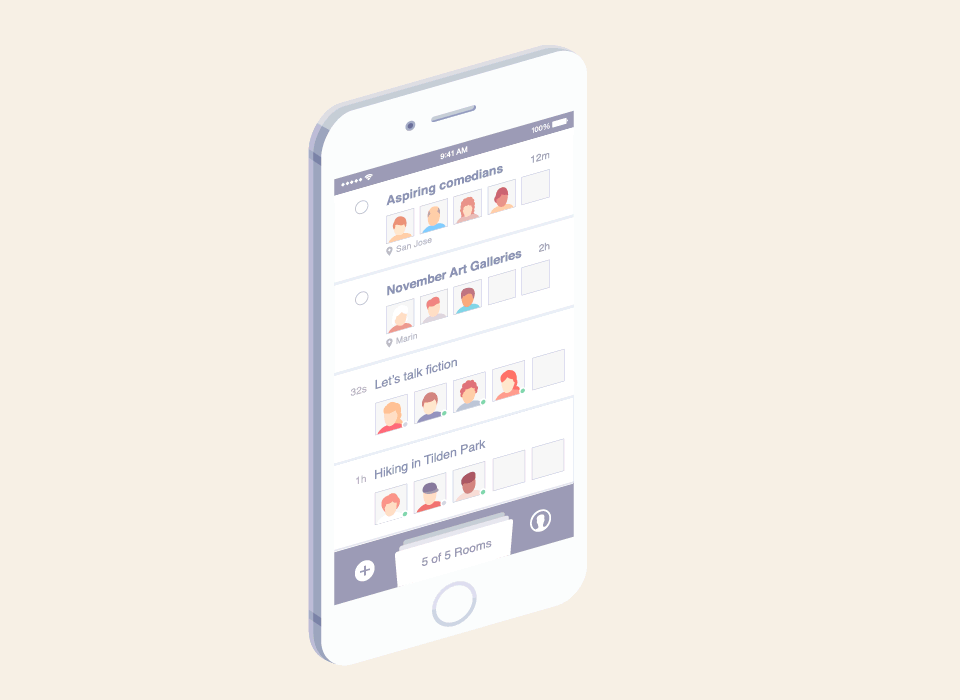 9:41 AM
100%
Aspiring comedians
12m
San Jose
November Art Galleries
2h
Marin
32s
Let's talk fiction
1h
Hiking in Tilden Park
5 of 5 Rooms